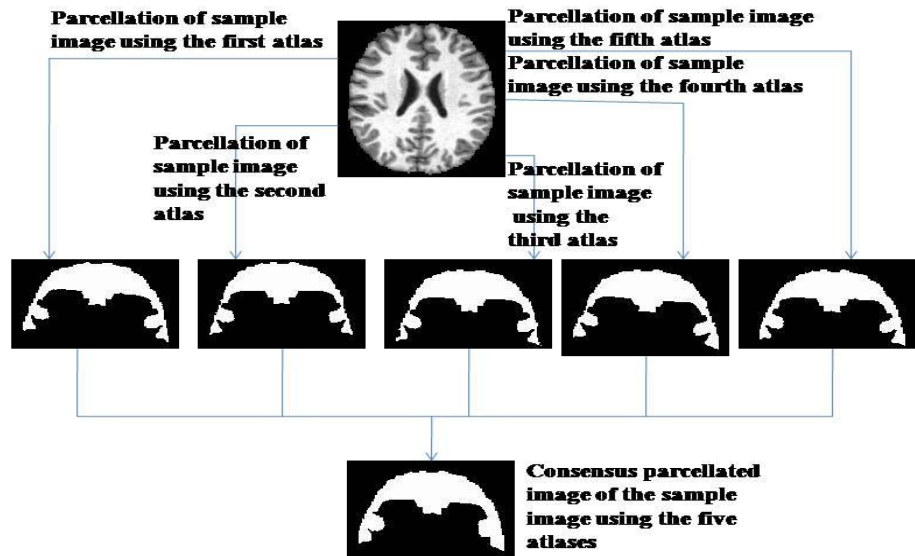 Parcellation of sample
image using the first atlas
Parcellation of sample image
using the fifth atlas
Parcellation of sample
image using the fourth atlas
Parcellation of
sample image
using the second
atlas
Parcellation of
sample image
using the
third atlas
Consensus parcellated
image of the sample
image using the five
atlases